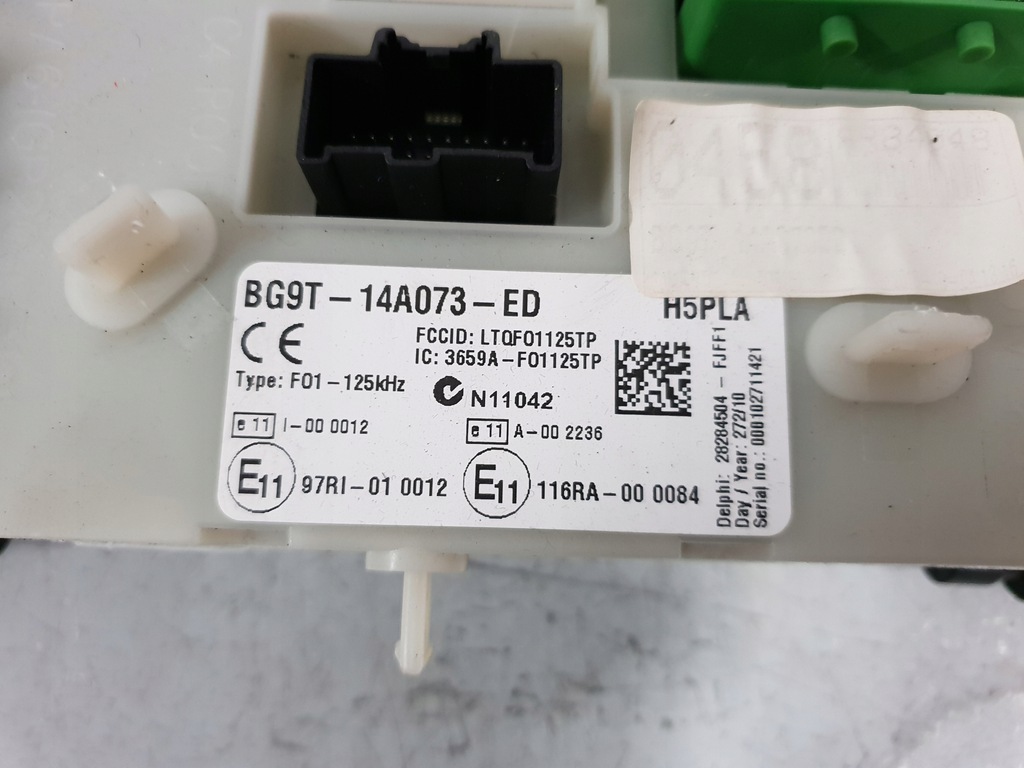 BG9T-14A073-ED
H5PLA
CE
FCCID: LTQF01125TP
IC: 3659A-F01125TP
Type: F01-125kHz
N11042
e 11 I-00 0012
e 11 A-00 2236
E11 97RI-01 0012
E11 116RA-00 0084
Delphi: 28284504 - FJFF1
Day / Year: 272/10
Serial no.: 000102711421